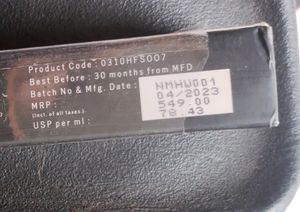 Product Code : 0310HFS007
Best Before : 30 months from MFD
Batch No & Mfg. Date : NMHW001
04/2023
MRP : 549.00
(Incl. of all taxes.)
USP per ml : 78.43